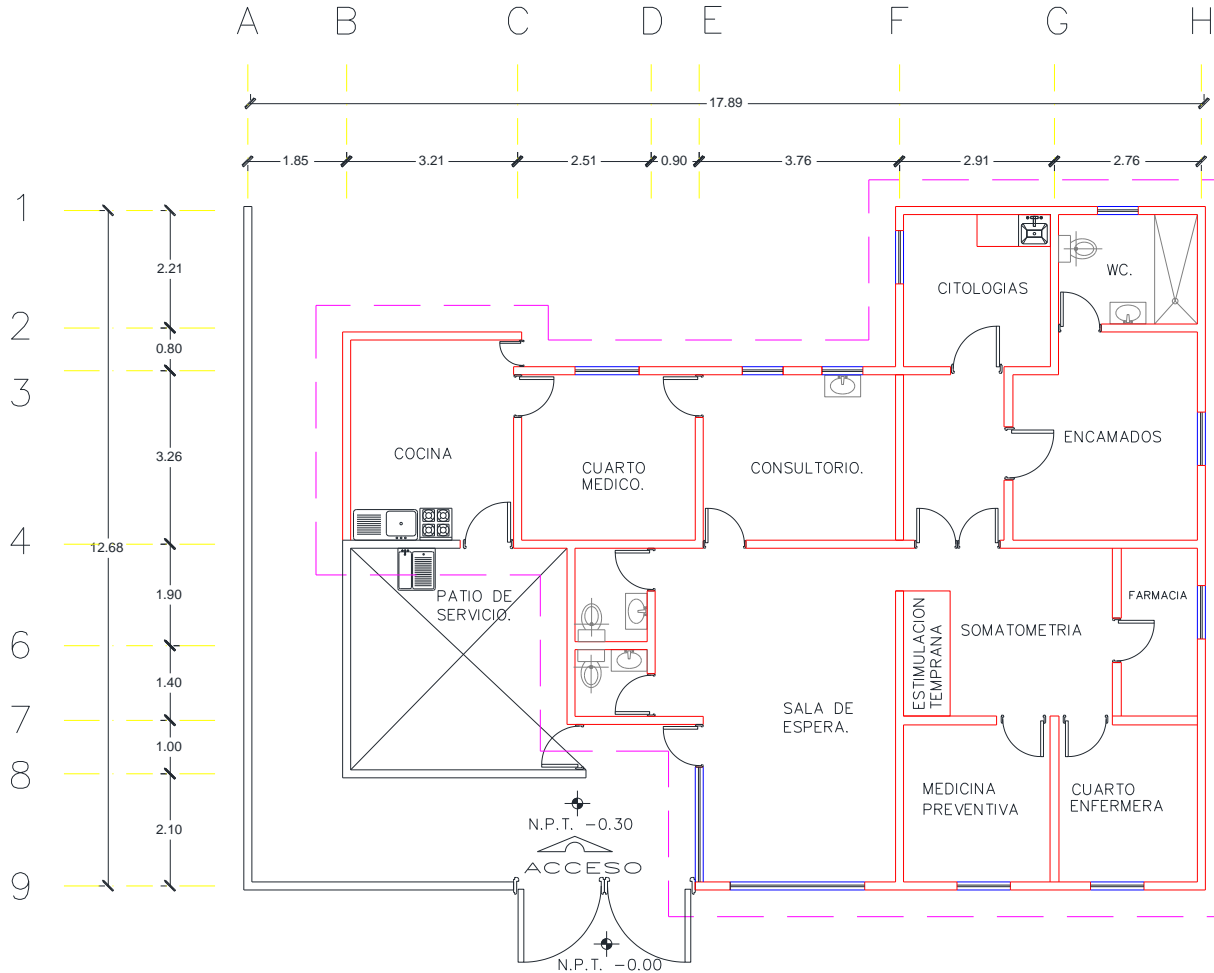 A B C D E F G H
17.89
1.85 3.21 2.51 0.90 3.76 2.91 2.76
1
2.21
2
0.80
3
3.26
4
12.68
1.90
6
1.40
7
1.00
8
2.10
9
CITOLOGIAS
WC.
COCINA
CUARTO
MEDICO.
CONSULTORIO.
ENCAMADOS
PATIO DE
SERVICIO.
ESTIMULACION
TEMPRANA
SOMATOMETRIA
FARMACIA
SALA DE
ESPERA.
MEDICINA
PREVENTIVA
CUARTO
ENFERMERA
N.P.T. -0.30
ACCESO
N.P.T. -0.00